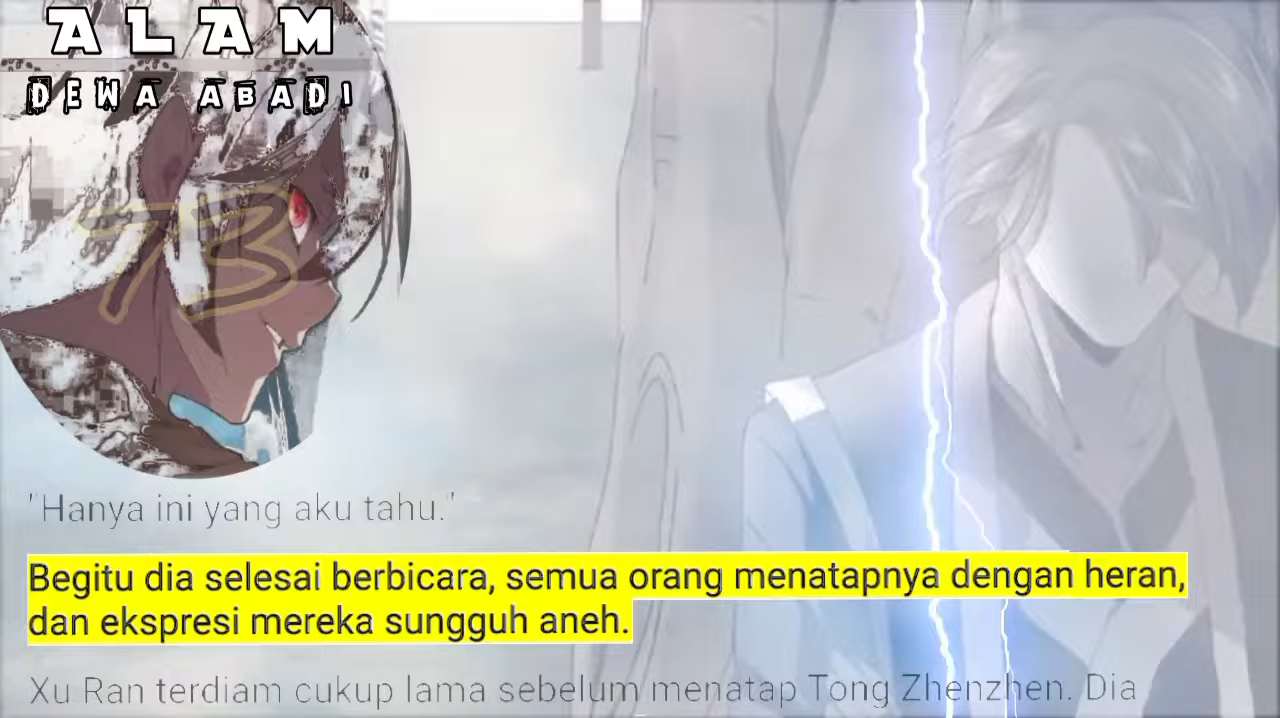 ALAM
DEWA ABADI
7B
"Hanya ini yang aku tahu."
Begitu dia selesai berbicara, semua orang menatapnya dengan heran,
dan ekspresi mereka sungguh aneh.
Xu Ran terdiam cukup lama sebelum menatap Tong Zhenzhen. Dia